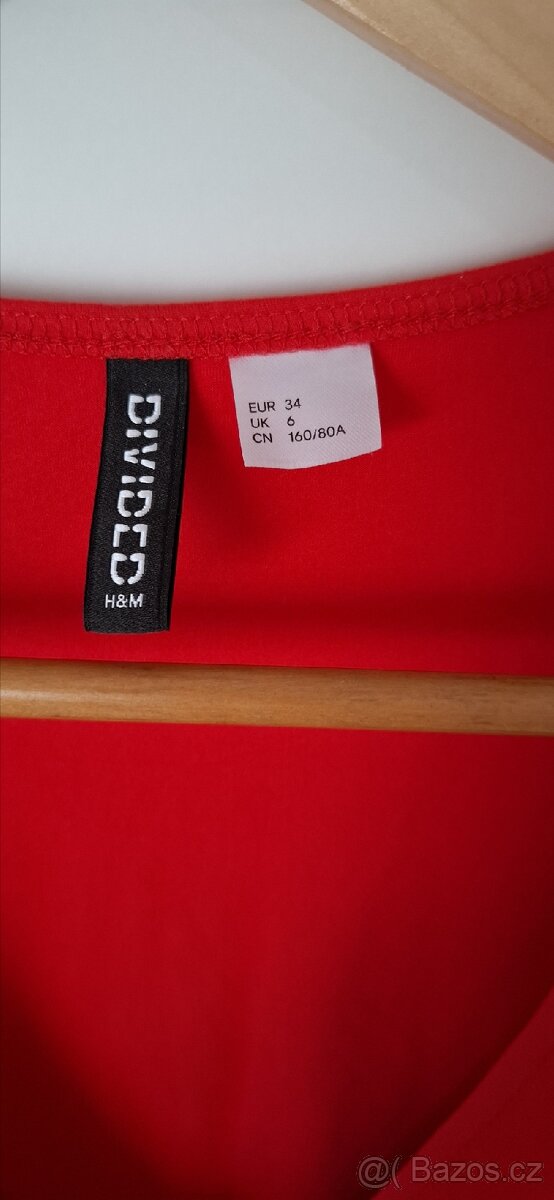 DIVIDED
H&M
EUR 34
UK 6
CN 160/80A
@( Bazos.cz